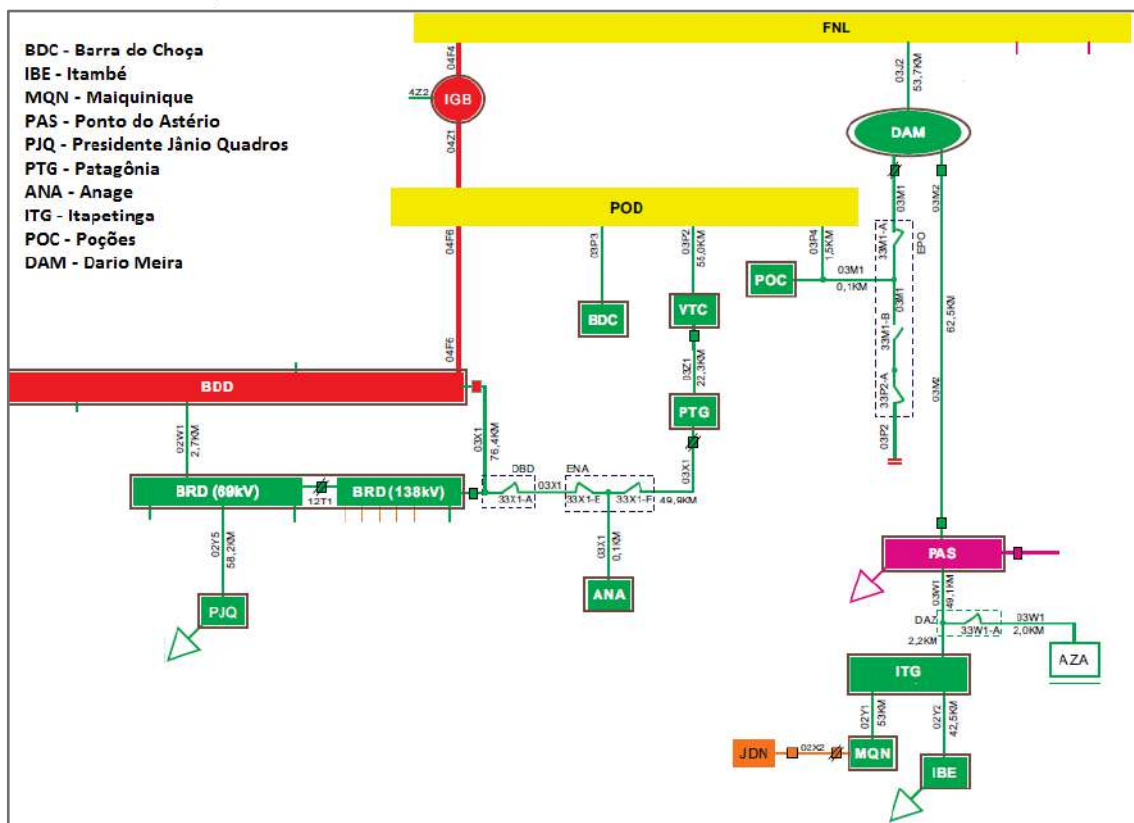 BDC - Barra do Choça
IBE - Itambé
MQN - Maiquinique
PAS - Ponto do Astério
PJQ - Presidente Jânio Quadros
PTG - Patagônia
ANA - Anage
ITG - Itapetinga
POC - Poções
DAM - Dario Meira
FNL
04F4
4Z2
IGB
04Z1
03J2
53,7KM
DAM
03M1
03M2
POD
04F6
03P3
03P2
55,0KM
03P4
1,5KM
33M1-A
EPO
POC
03M1
0,1KM
03M1
BDC
VTC
33M1-B
62,5KM
04F6
03Z1
22,3KM
33P2-A
03M2
BDD
03X1
76,4KM
PTG
03P2
02W1
2,7KM
03X1
DBD
03X1
ENA
BRD (69kV)
12T1
BRD (138kV)
33X1-A
33X1-E
33X1-F
49,9KM
02Y5
58,2KM
03X1
0,1KM
PAS
PJQ
ANA
03W1
49,1KM
DAZ
03W1
33W1-A
2,0KM
2,2KM
ITG
AZA
02Y1
53KM
02Y2
42,5KM
JDN
02X2
MQN
IBE